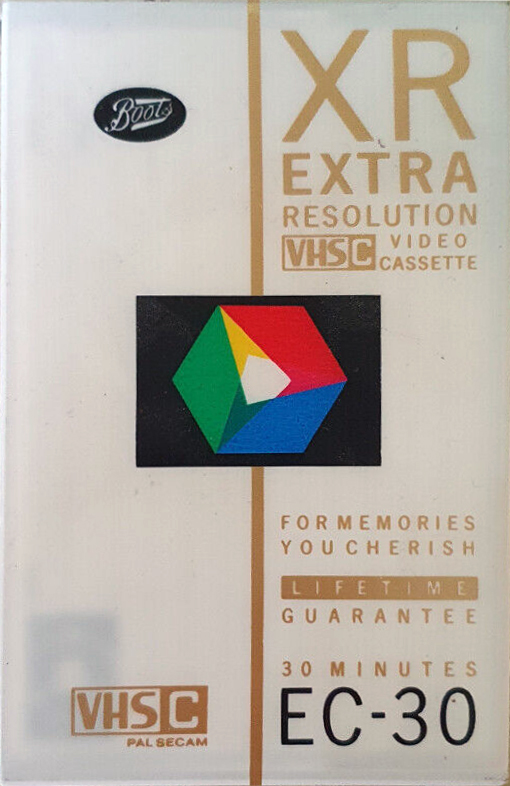 Boots
XR
EXTRA
RESOLUTION
VHS C VIDEO
CASSETTE
FOR MEMORIES
YOU CHERISH
LIFETIME
GUARANTEE
30 MINUTES
EC-30
VHS C
PAL SECAM